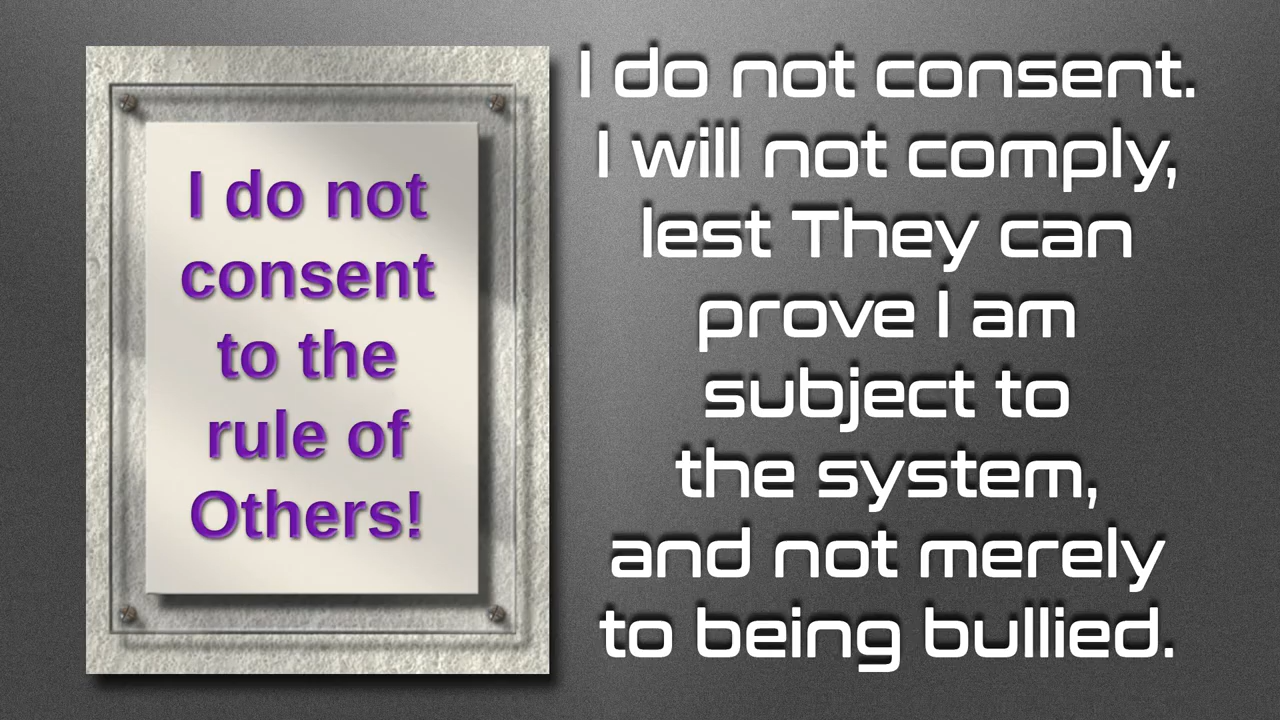 I do not
consent
to the
rule of
Others!
I do not consent.
I will not comply,
lest They can
prove I am
subject to
the system,
and not merely
to being bullied.